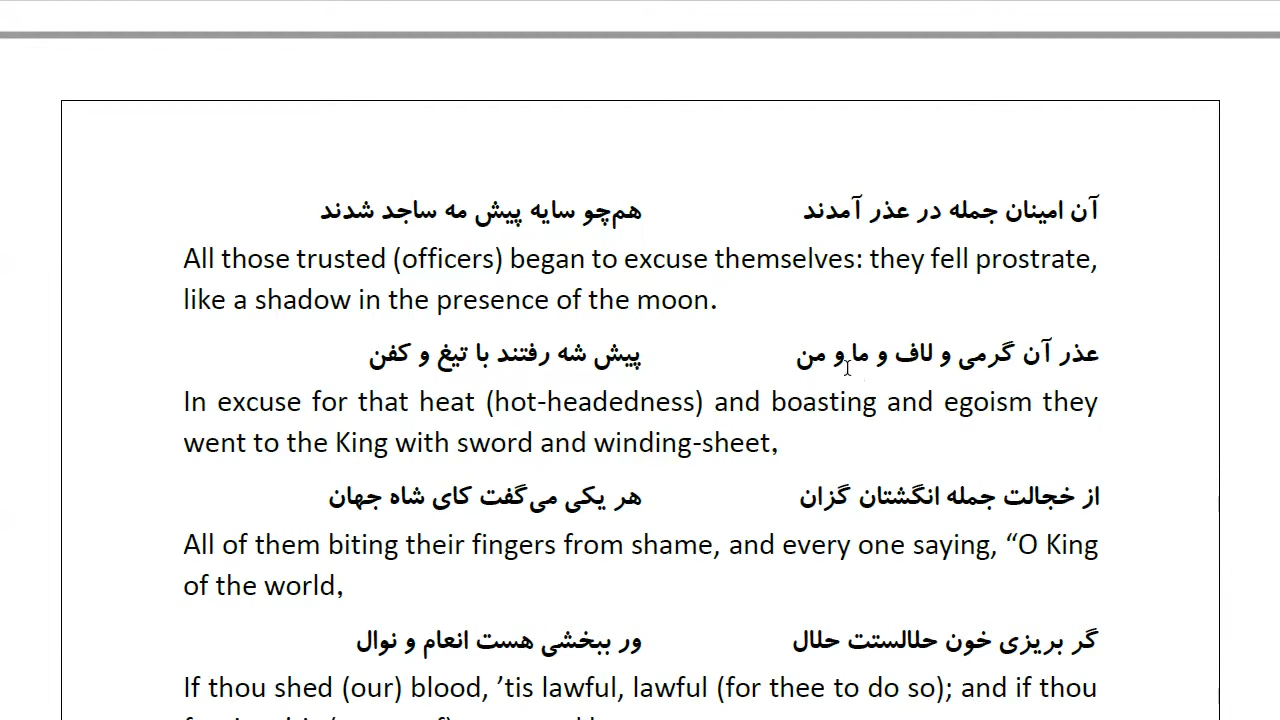 آن امینان جمله در عذر آمدند هم‌چو سایه پیش مه ساجد شدند
All those trusted (officers) began to excuse themselves: they fell prostrate,
like a shadow in the presence of the moon.
عذر آن گرمی و لاف و ما و من پیش شه رفتند با تیغ و کفن
In excuse for that heat (hot-headedness) and boasting and egoism they
went to the King with sword and winding-sheet,
از خجالت جمله انگشتان گزان هر یکی می‌گفت کای شاه جهان
All of them biting their fingers from shame, and every one saying, “O King
of the world,
گر بریزی خون حلالستت حلال ور ببخشی هست انعام و نوال
If thou shed (our) blood, ’tis lawful, lawful (for thee to do so); and if thou